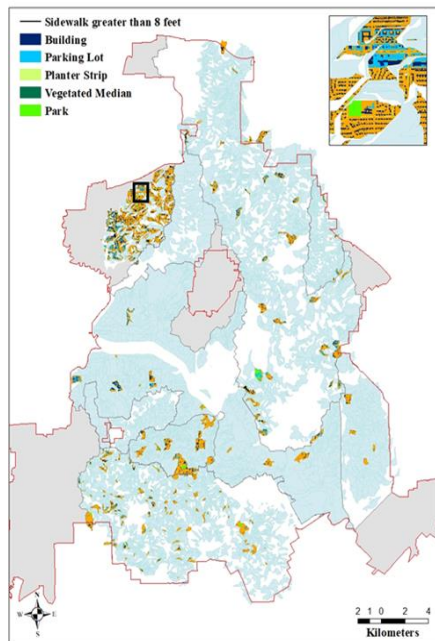 Sidewalk greater than 8 feet
Building
Parking Lot
Planter Strip
Vegetated Median
Park
N
W E
S
2 1 0 2 4
Kilometers